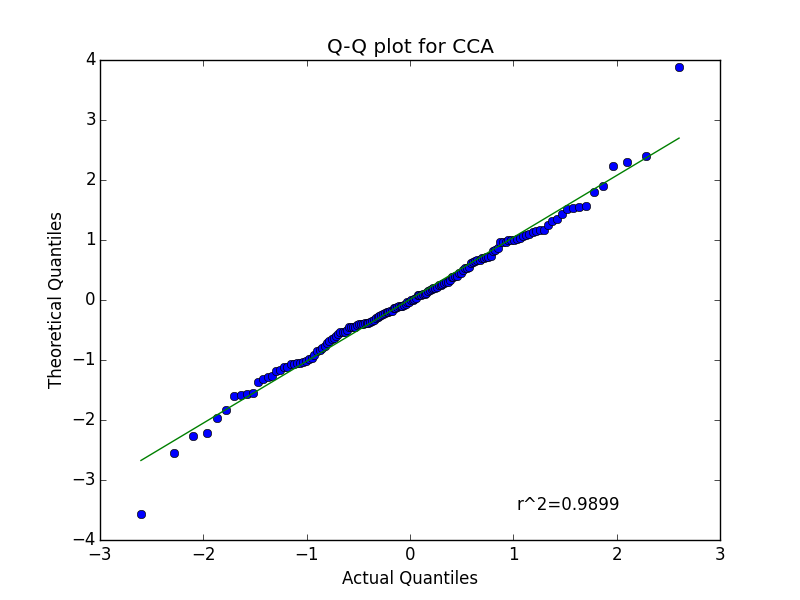 Q-Q plot for CCA
4
3
2
1
0
−1
−2
−3
−4
Theoretical Quantiles
r^2=0.9899
−3 −2 −1 0 1 2 3
Actual Quantiles